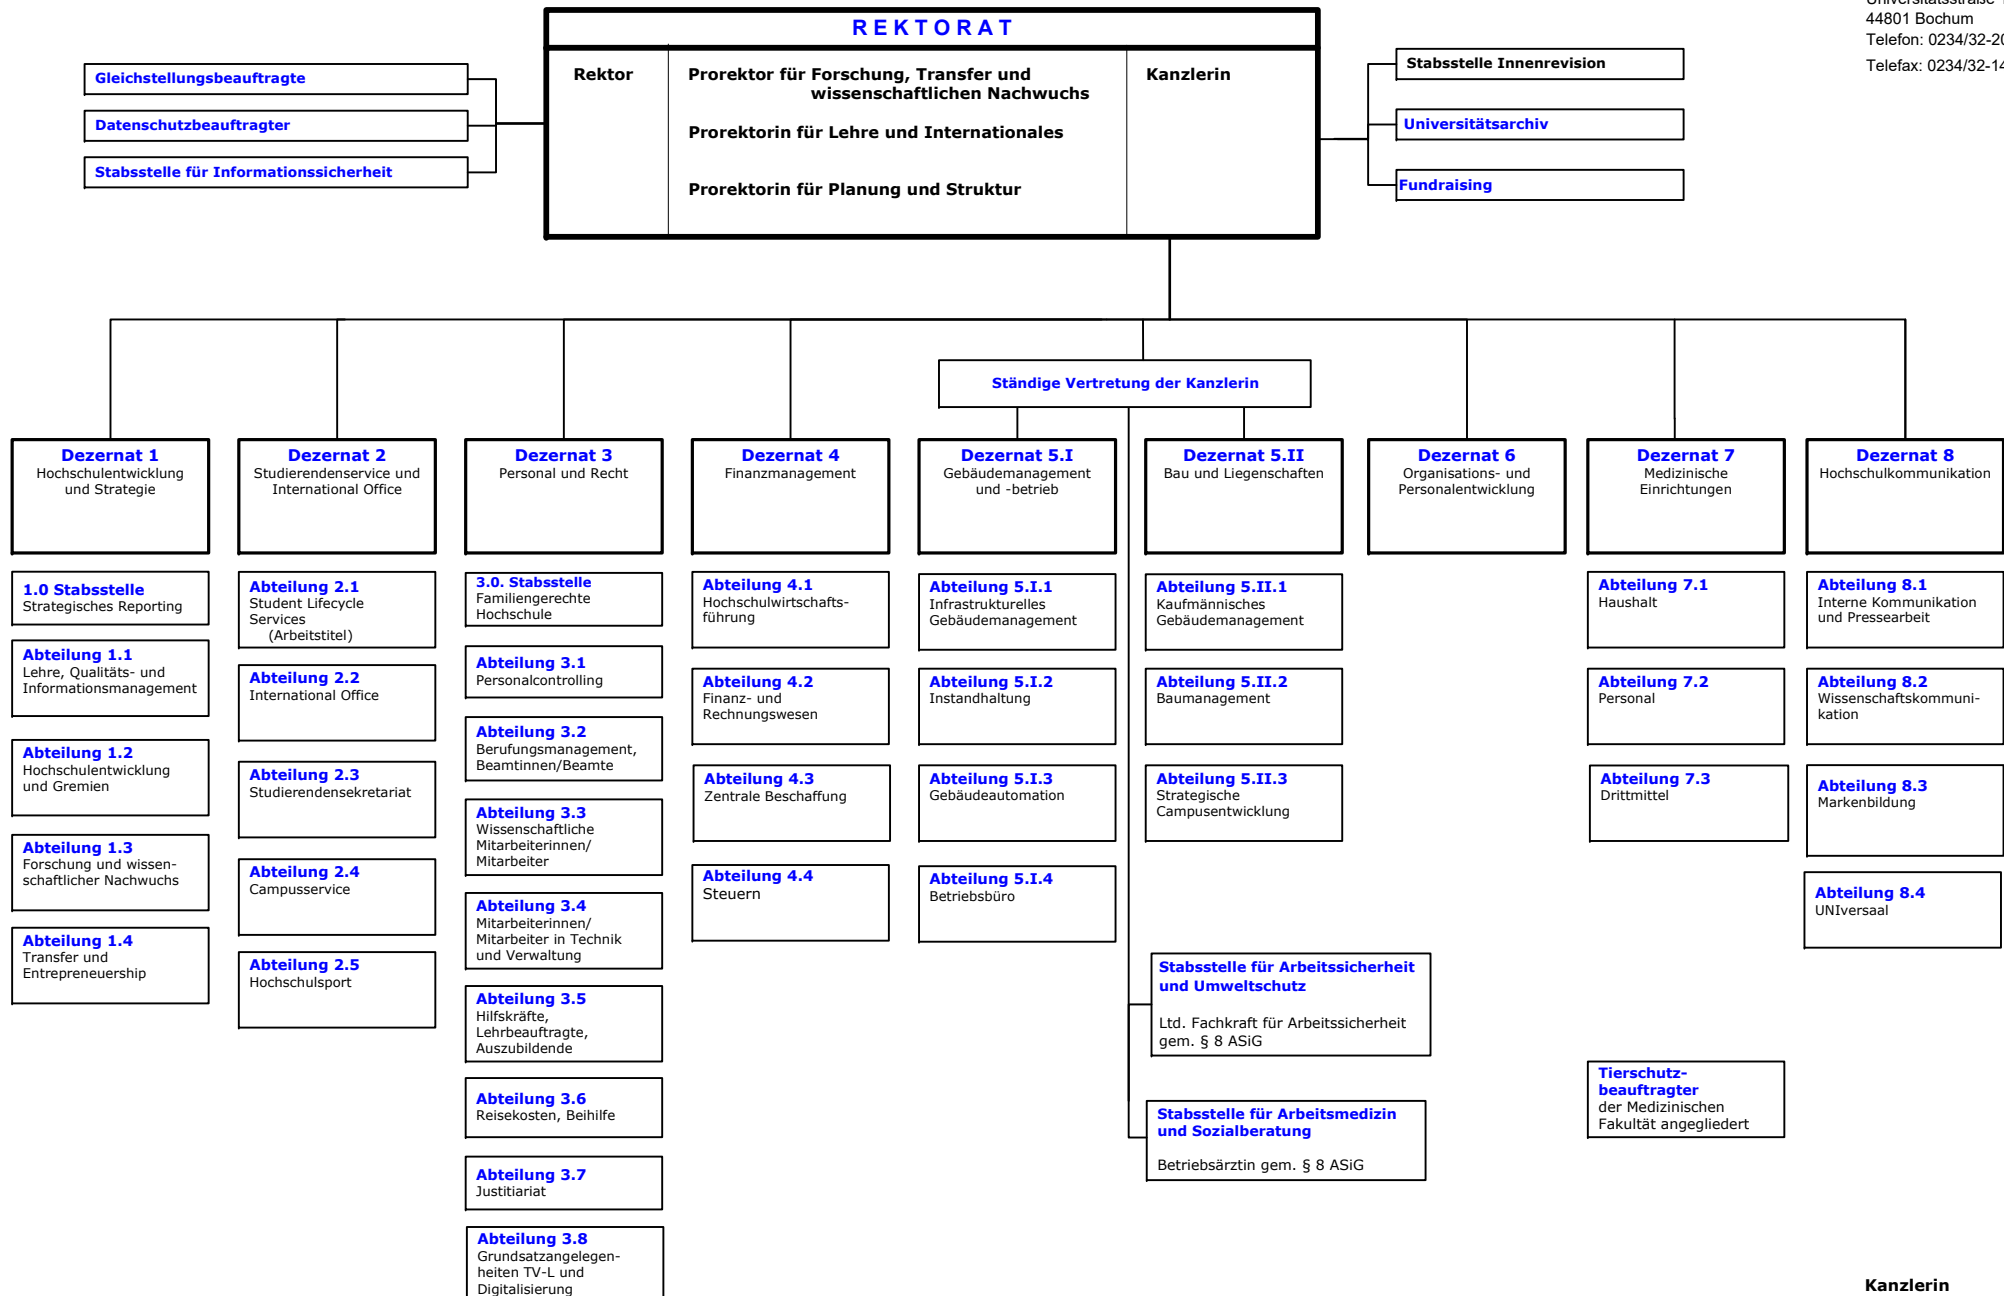 Universitätsstraße
44801 Bochum
Telefon: 0234/32-20
Telefax: 0234/32-14
REKTORAT
Rektor
Prorektor für Forschung, Transfer und
wissenschaftlichen Nachwuchs
Prorektorin für Lehre und Internationales
Prorektorin für Planung und Struktur
Kanzlerin
Gleichstellungsbeauftragte
Datenschutzbeauftragter
Stabsstelle für Informationssicherheit
Stabsstelle Innenrevision
Universitätsarchiv
Fundraising
Ständige Vertretung der Kanzlerin
Dezernat 1
Hochschulentwicklung
und Strategie
1.0 Stabsstelle
Strategisches Reporting
Abteilung 1.1
Lehre, Qualitäts- und
Informationsmanagement
Abteilung 1.2
Hochschulentwicklung
und Gremien
Abteilung 1.3
Forschung und wissen-
schaftlicher Nachwuchs
Abteilung 1.4
Transfer und
Entrepreneuership
Dezernat 2
Studierendenservice und
International Office
Abteilung 2.1
Student Lifecycle
Services
(Arbeitstitel)
Abteilung 2.2
International Office
Abteilung 2.3
Studierendensekretariat
Abteilung 2.4
Campusservice
Abteilung 2.5
Hochschulsport
Dezernat 3
Personal und Recht
3.0. Stabsstelle
Familiengerechte
Hochschule
Abteilung 3.1
Personalcontrolling
Abteilung 3.2
Berufungsmanagement,
Beamtinnen/Beamte
Abteilung 3.3
Wissenschaftliche
Mitarbeiterinnen/
Mitarbeiter
Abteilung 3.4
Mitarbeiterinnen/
Mitarbeiter in Technik
und Verwaltung
Abteilung 3.5
Hilfskräfte,
Lehrbeauftragte,
Auszubildende
Abteilung 3.6
Reisekosten, Beihilfe
Abteilung 3.7
Justitiariat
Abteilung 3.8
Grundsatzangelegen-
heiten TV-L und
Digitalisierung
Dezernat 4
Finanzmanagement
Abteilung 4.1
Hochschulwirtschafts-
führung
Abteilung 4.2
Finanz- und
Rechnungswesen
Abteilung 4.3
Zentrale Beschaffung
Abteilung 4.4
Steuern
Dezernat 5.I
Gebäudemanagement
und -betrieb
Abteilung 5.I.1
Infrastrukturelles
Gebäudemanagement
Abteilung 5.I.2
Instandhaltung
Abteilung 5.I.3
Gebäudeautomation
Abteilung 5.I.4
Betriebsbüro
Dezernat 5.II
Bau und Liegenschaften
Abteilung 5.II.1
Kaufmännisches
Gebäudemanagement
Abteilung 5.II.2
Baumanagement
Abteilung 5.II.3
Strategische
Campusentwicklung
Stabsstelle für Arbeitssicherheit
und Umweltschutz
Ltd. Fachkraft für Arbeitssicherheit
gem. § 8 ASiG
Stabsstelle für Arbeitsmedizin
und Sozialberatung
Betriebsärztin gem. § 8 ASiG
Dezernat 6
Organisations- und
Personalentwicklung
Dezernat 7
Medizinische
Einrichtungen
Abteilung 7.1
Haushalt
Abteilung 7.2
Personal
Abteilung 7.3
Drittmittel
Tierschutz-
beauftragter
der Medizinischen
Fakultät angegliedert
Dezernat 8
Hochschulkommunikation
Abteilung 8.1
Interne Kommunikation
und Pressearbeit
Abteilung 8.2
Wissenschaftskommuni-
kation
Abteilung 8.3
Markenbildung
Abteilung 8.4
UNIversaal
Kanzlerin